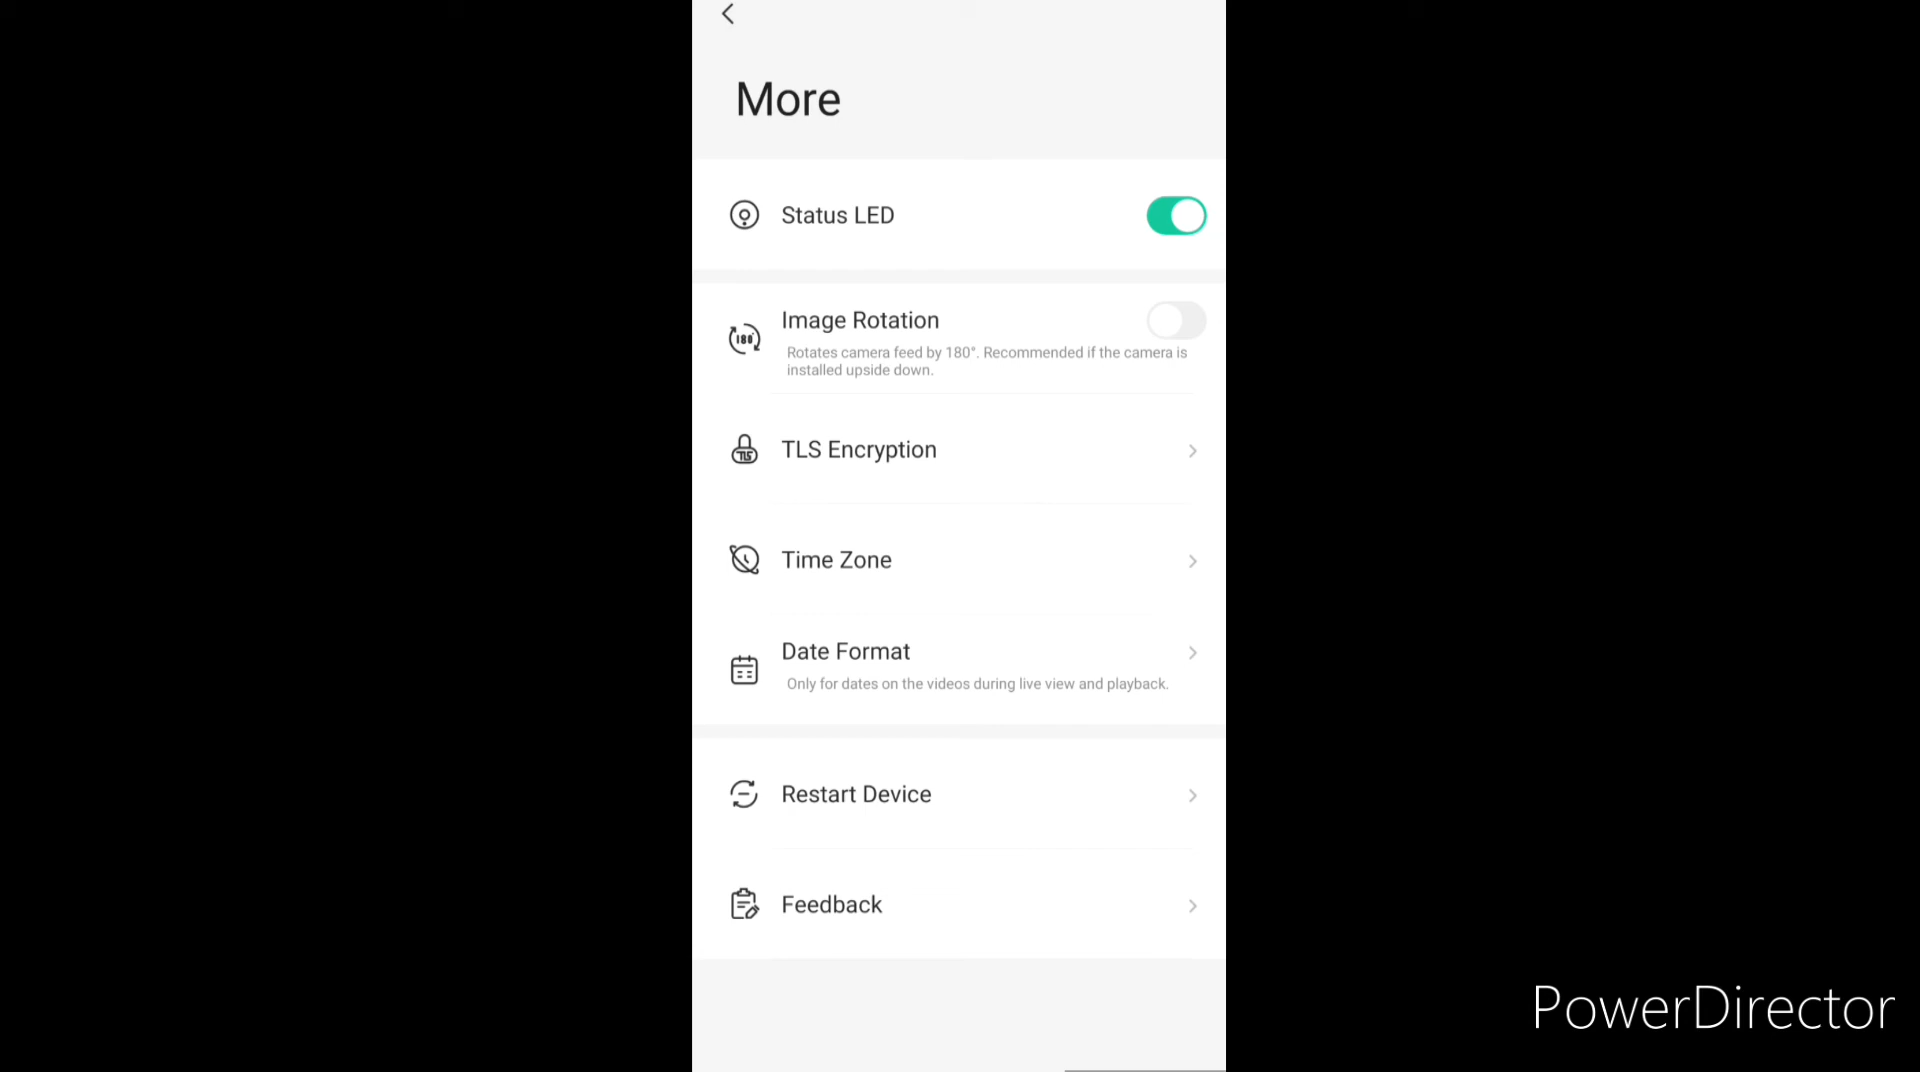 More
Status LED
Image Rotation
Rotates camera feed by 180°. Recommended if the camera is
installed upside down.
180°
TLS Encryption
TLS
Time Zone
Date Format
Only for dates on the videos during live view and playback.
Restart Device
Feedback
PowerDirector